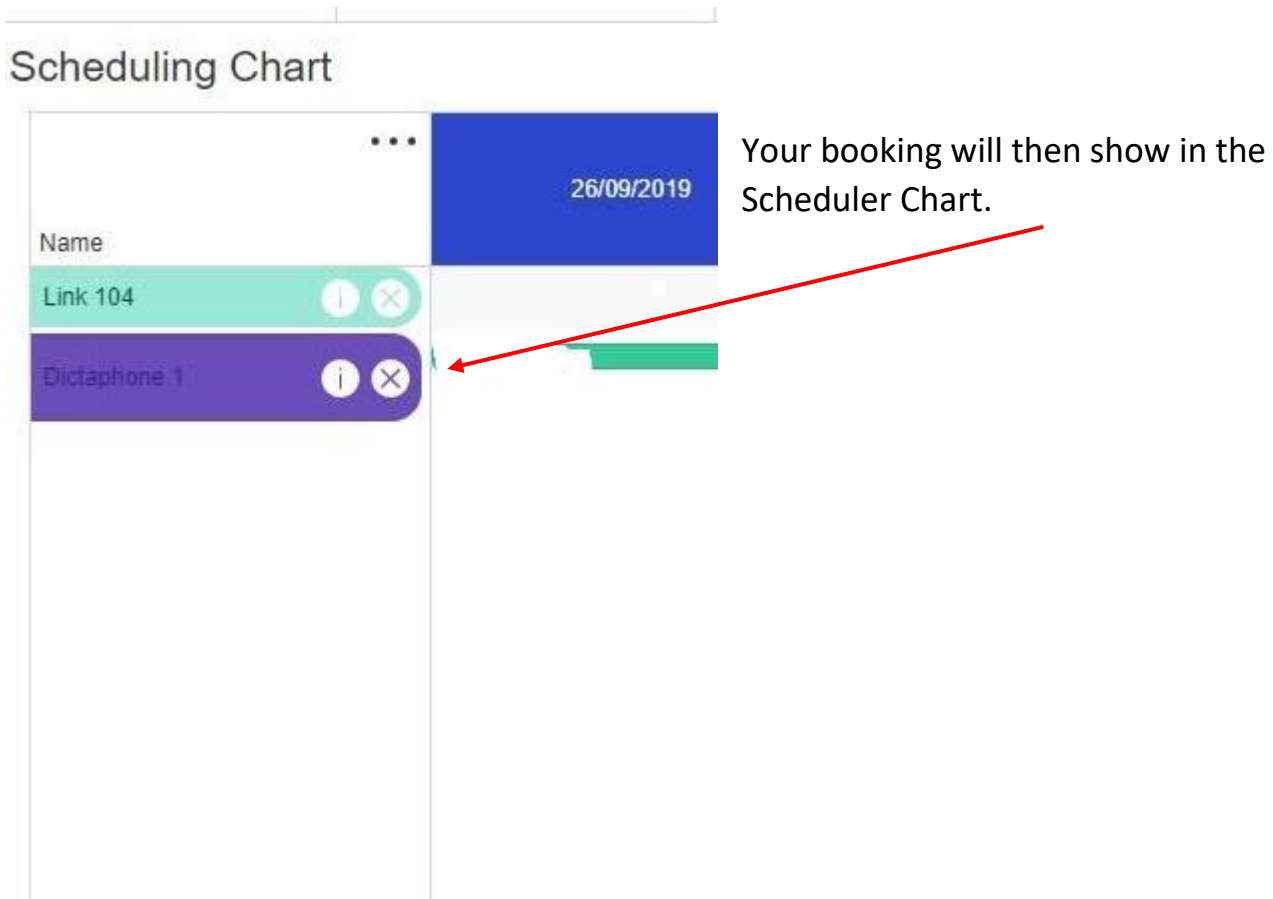 Scheduling Chart
26/09/2019
Your booking will then show in the
Scheduler Chart.
Name
Link 104
Dictaphone 1